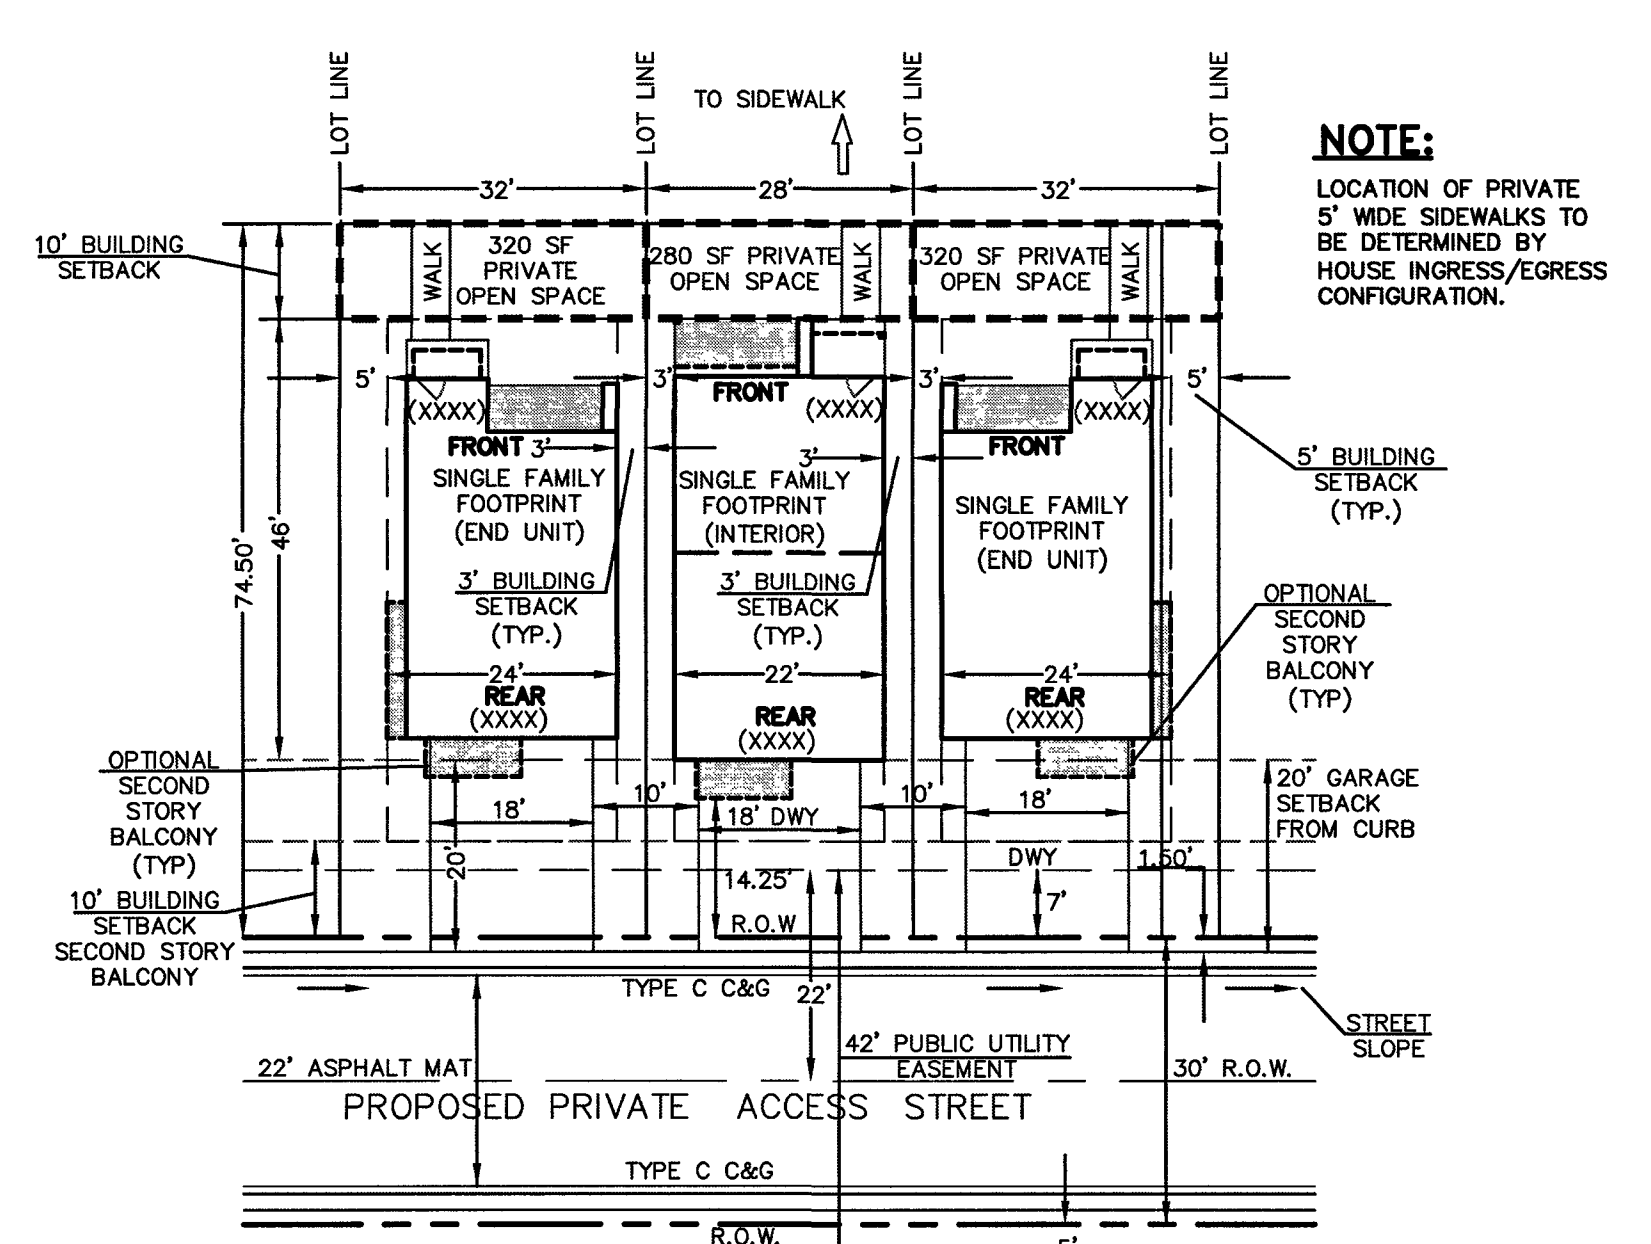 LOT LINE
LOT LINE
LOT LINE
LOT LINE
TO SIDEWALK
NOTE:
LOCATION OF PRIVATE
5' WIDE SIDEWALKS TO
BE DETERMINED BY
HOUSE INGRESS/EGRESS
CONFIGURATION.
32'
28'
32'
10' BUILDING
SETBACK
WALK
320 SF
PRIVATE
OPEN SPACE
280 SF PRIVATE
OPEN SPACE
WALK
320 SF PRIVATE
OPEN SPACE
WALK
5'
3'
3'
5'
(XXXX)
FRONT
3'
SINGLE FAMILY
FOOTPRINT
(END UNIT)
FRONT
(XXXX)
3'
SINGLE FAMILY
FOOTPRINT
(INTERIOR)
(XXXX)
FRONT
SINGLE FAMILY
FOOTPRINT
(END UNIT)
5' BUILDING
SETBACK
(TYP.)
74.50'
46'
3' BUILDING
SETBACK
(TYP.)
3' BUILDING
SETBACK
(TYP.)
OPTIONAL
SECOND
STORY
BALCONY
(TYP)
24'
REAR
(XXXX)
22'
REAR
(XXXX)
24'
REAR
(XXXX)
OPTIONAL
SECOND
STORY
BALCONY
(TYP)
10' BUILDING
SETBACK
SECOND STORY
BALCONY
18'
10'
18' DWY
10'
18'
20' GARAGE
SETBACK
FROM CURB
20'
14.25'
DWY
1.50'
7'
R.O.W
TYPE C C&G
22'
STREET
SLOPE
42' PUBLIC UTILITY
EASEMENT
22' ASPHALT MAT
30' R.O.W.
PROPOSED PRIVATE ACCESS STREET
TYPE C C&G
R.O.W.
5'